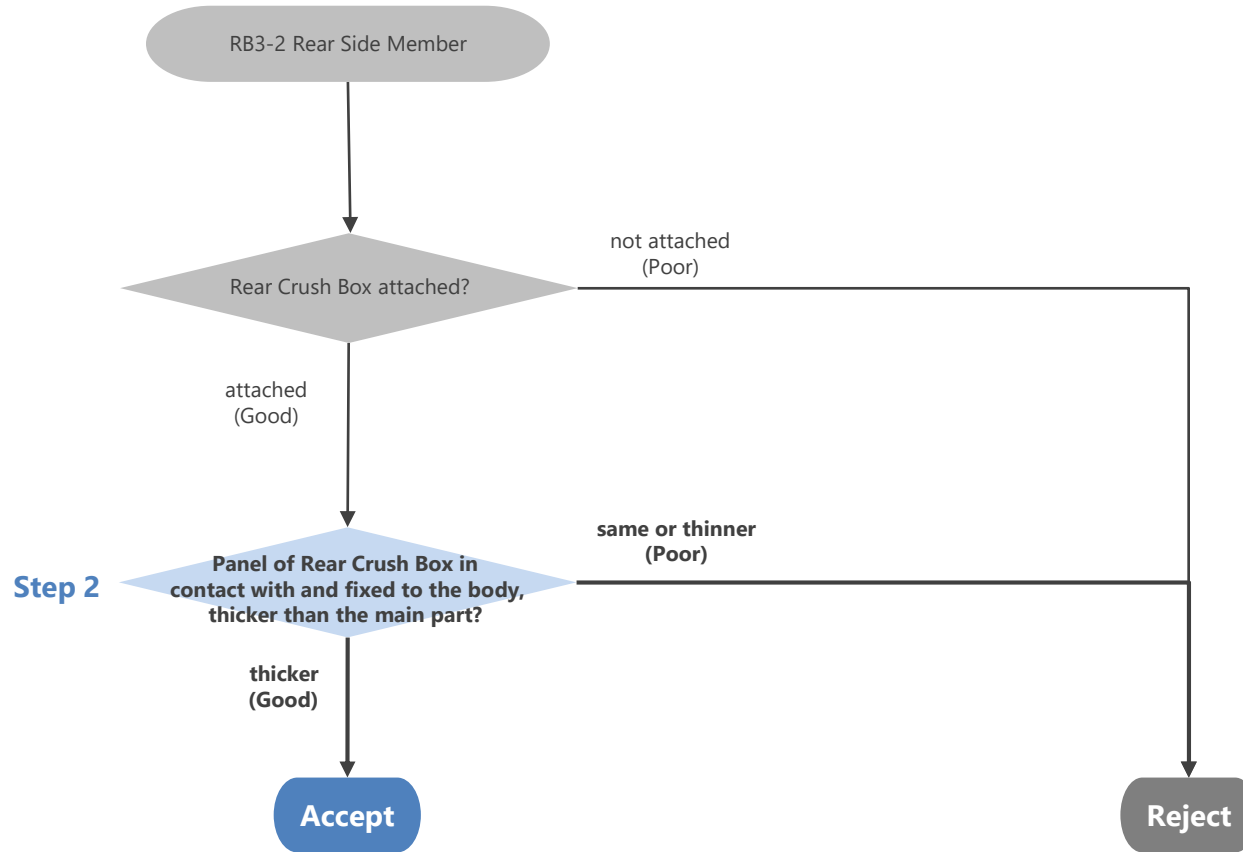 RB3-2 Rear Side Member
Rear Crush Box attached?
not attached
(Poor)
attached
(Good)
Step 2
Panel of Rear Crush Box in
contact with and fixed to the body,
thicker than the main part?
same or thinner
(Poor)
thicker
(Good)
Accept
Reject